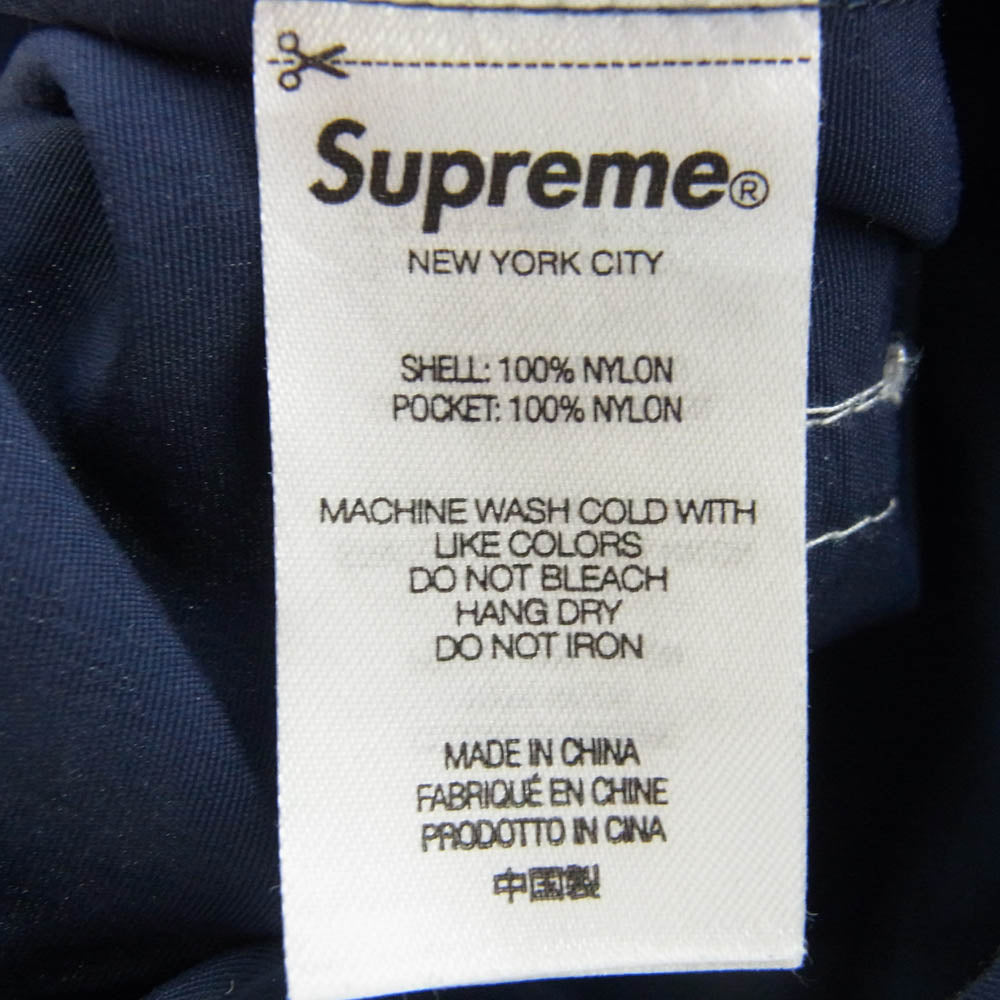 Supreme®
NEW YORK CITY
SHELL: 100% NYLON
POCKET: 100% NYLON
MACHINE WASH COLD WITH
LIKE COLORS
DO NOT BLEACH
HANG DRY
DO NOT IRON
MADE IN CHINA
FABRIQUÉ EN CHINE
PRODOTTO IN CINA
中国製